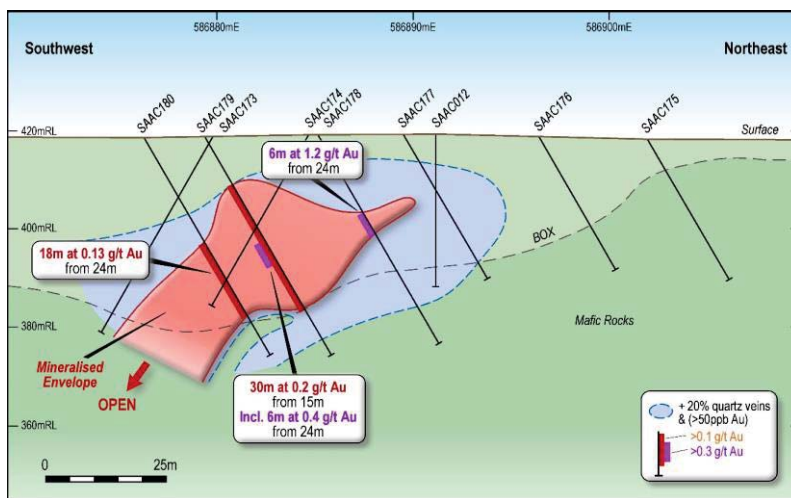 586880mE
586890mE
586900mE
Southwest
Northeast
SAAC180
SAAC179
SAAC173
SAAC174
SAAC178
SAAC177
SAAC012
SAAC176
SAAC175
420mRL
Surface
6m at 1.2 g/t Au
from 24m
400mRL
BOX
18m at 0.13 g/t Au
from 24m
380mRL
Mafic Rocks
Mineralised
Envelope
OPEN
30m at 0.2 g/t Au
from 15m
Incl. 6m at 0.4 g/t Au
from 24m
360mRL
+ 20% quartz veins
& (>50ppb Au)
>0.1 g/t Au
>0.3 g/t Au
0
25m